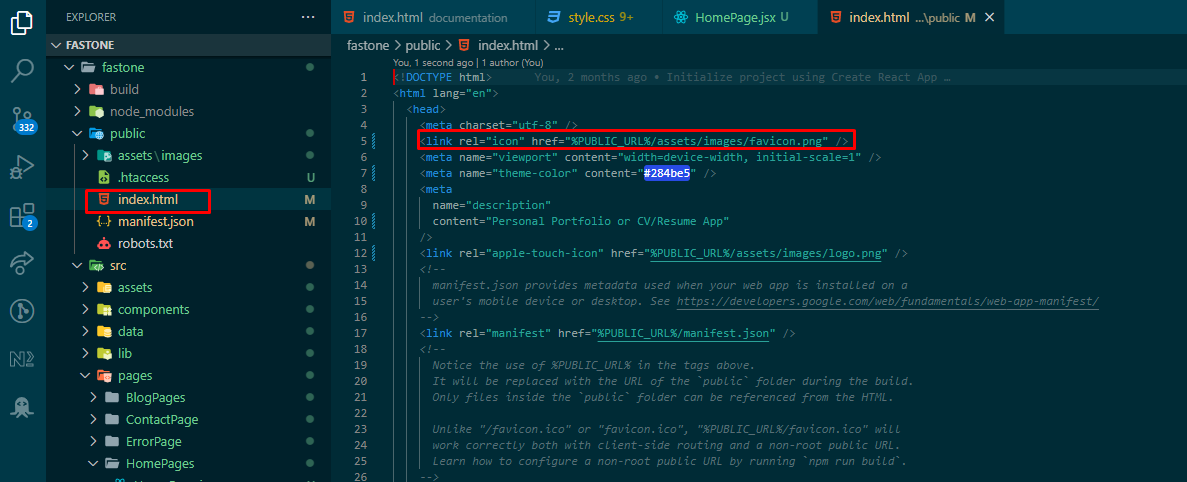 EXPLORER ...
FASTONE
fastone
build
node_modules
public
assets\images
.htaccess U
index.html M
manifest.json M
robots.txt
src
assets
components
data
lib
pages
BlogPages
ContactPage
ErrorPage
HomePages
332
2
index.html documentation
style.css 9+
HomePage.jsx U
index.html ...\public M
fastone > public > index.html > ...
You, 1 second ago | 1 author (You)
1 <!DOCTYPE html> You, 2 months ago • Initialize project using Create React App …
2 <html lang="en">
3 <head>
4 <meta charset="utf-8" />
5 <link rel="icon" href="%PUBLIC_URL%/assets/images/favicon.png" />
6 <meta name="viewport" content="width=device-width, initial-scale=1" />
7 <meta name="theme-color" content="#284be5" />
8 <meta
9 name="description"
10 content="Personal Portfolio or CV/Resume App"
11 />
12 <link rel="apple-touch-icon" href="%PUBLIC_URL%/assets/images/logo.png" />
13 <!--
14 manifest.json provides metadata used when your web app is installed on a
15 user's mobile device or desktop. See https://developers.google.com/web/fundamentals/web-app-manifest/
16 -->
17 <link rel="manifest" href="%PUBLIC_URL%/manifest.json" />
18 <!--
19 Notice the use of %PUBLIC_URL% in the tags above.
20 It will be replaced with the URL of the `public` folder during the build.
21 Only files inside the `public` folder can be referenced from the HTML.
22
23 Unlike "/favicon.ico" or "favicon.ico", "%PUBLIC_URL%/favicon.ico" will
24 work correctly both with client-side routing and a non-root public URL.
25 Learn how to configure a non-root public URL by running `npm run build`.
26 -->